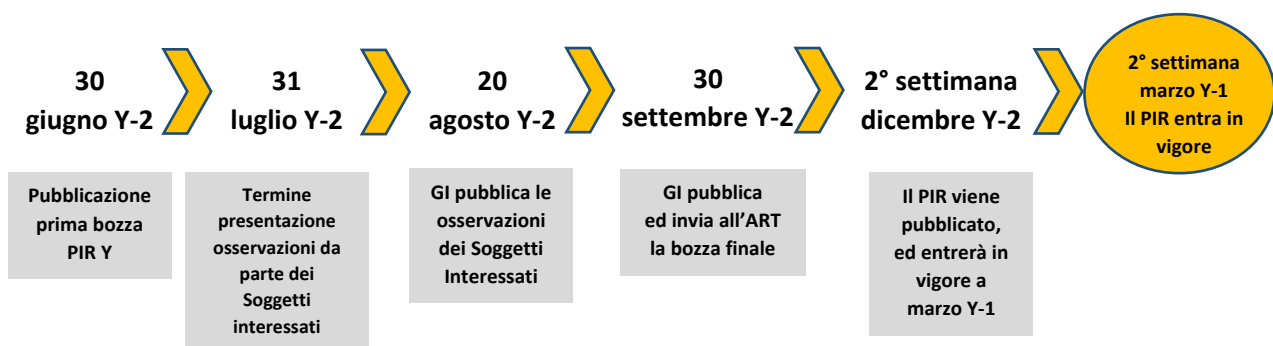 30
giugno Y-2
31
luglio Y-2
20
agosto Y-2
30
settembre Y-2
2° settimana
dicembre Y-2
2° settimana
marzo Y-1
Il PIR entra in
vigore
Pubblicazione
prima bozza
PIR Y
Termine
presentazione
osservazioni da
parte dei
Soggetti
interessati
GI pubblica le
osservazioni
dei Soggetti
Interessati
GI pubblica
ed invia all’ART
la bozza finale
Il PIR viene
pubblicato,
ed entrerà in
vigore a
marzo Y-1